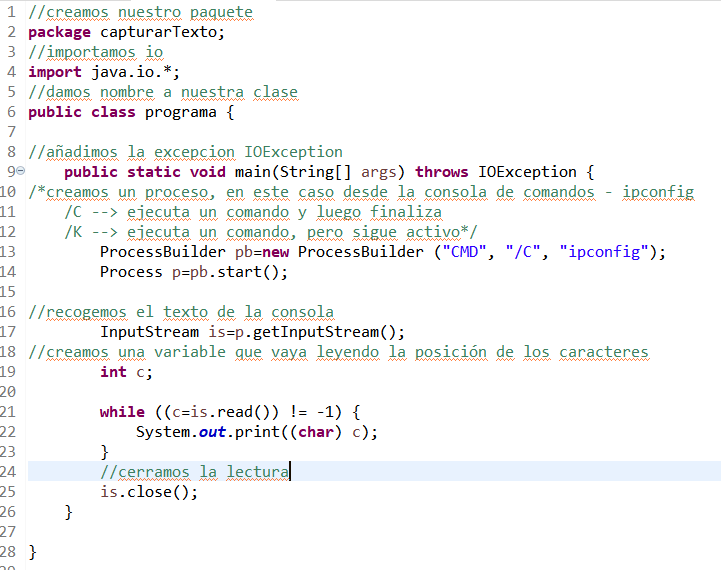 1 //creamos nuestro paquete
2 package capturarTexto;
3 //importamos io
4 import java.io.*;
5 //damos nombre a nuestra clase
6 public class programa {
7
8 //añadimos la excepcion IOException
9 public static void main(String[] args) throws IOException {
10 /*creamos un proceso, en este caso desde la consola de comandos - ipconfig
11 /C --> ejecuta un comando y luego finaliza
12 /K --> ejecuta un comando, pero sigue activo*/
13 ProcessBuilder pb=new ProcessBuilder ("CMD", "/C", "ipconfig");
14 Process p=pb.start();
15
16 //recogemos el texto de la consola
17 InputStream is=p.getInputStream();
18 //creamos una variable que vaya leyendo la posición de los caracteres
19 int c;
20
21 while ((c=is.read()) != -1) {
22 System.out.print((char) c);
23 }
24 //cerramos la lectura
25 is.close();
26 }
27
28 }